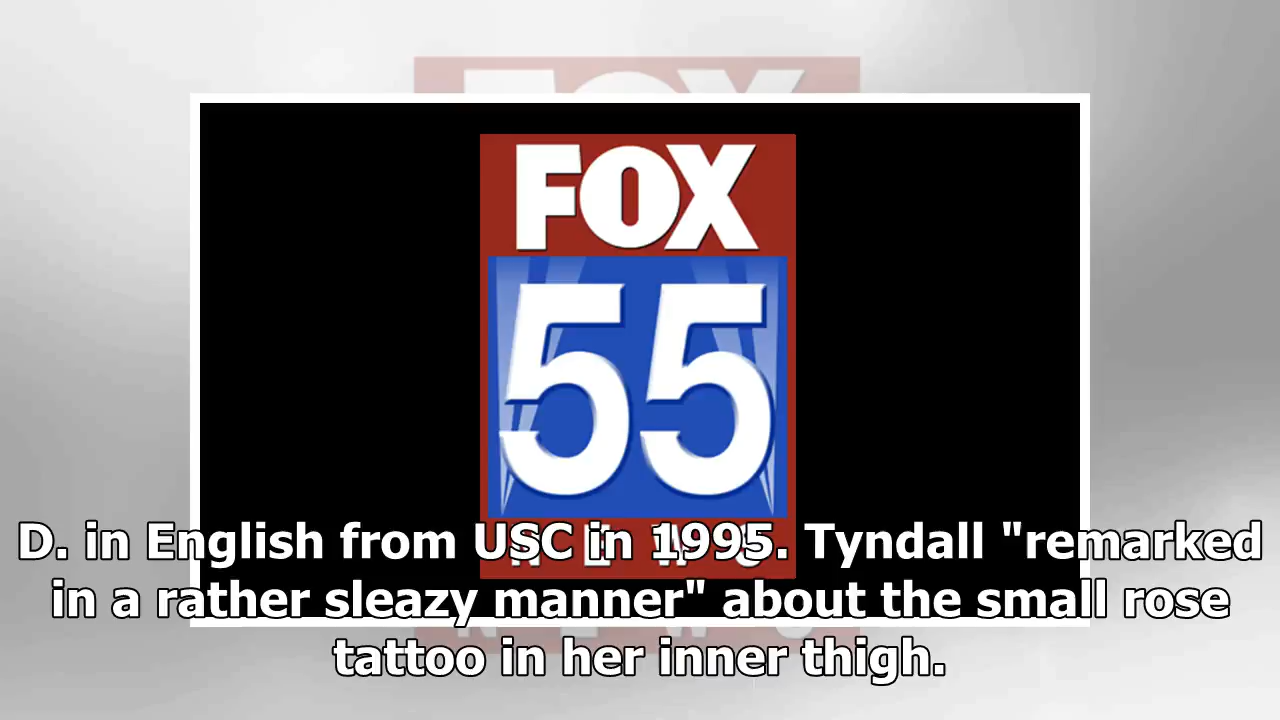 FOX
55
NEWS
D. in English from USC in 1995. Tyndall "remarked
in a rather sleazy manner" about the small rose
tattoo in her inner thigh.